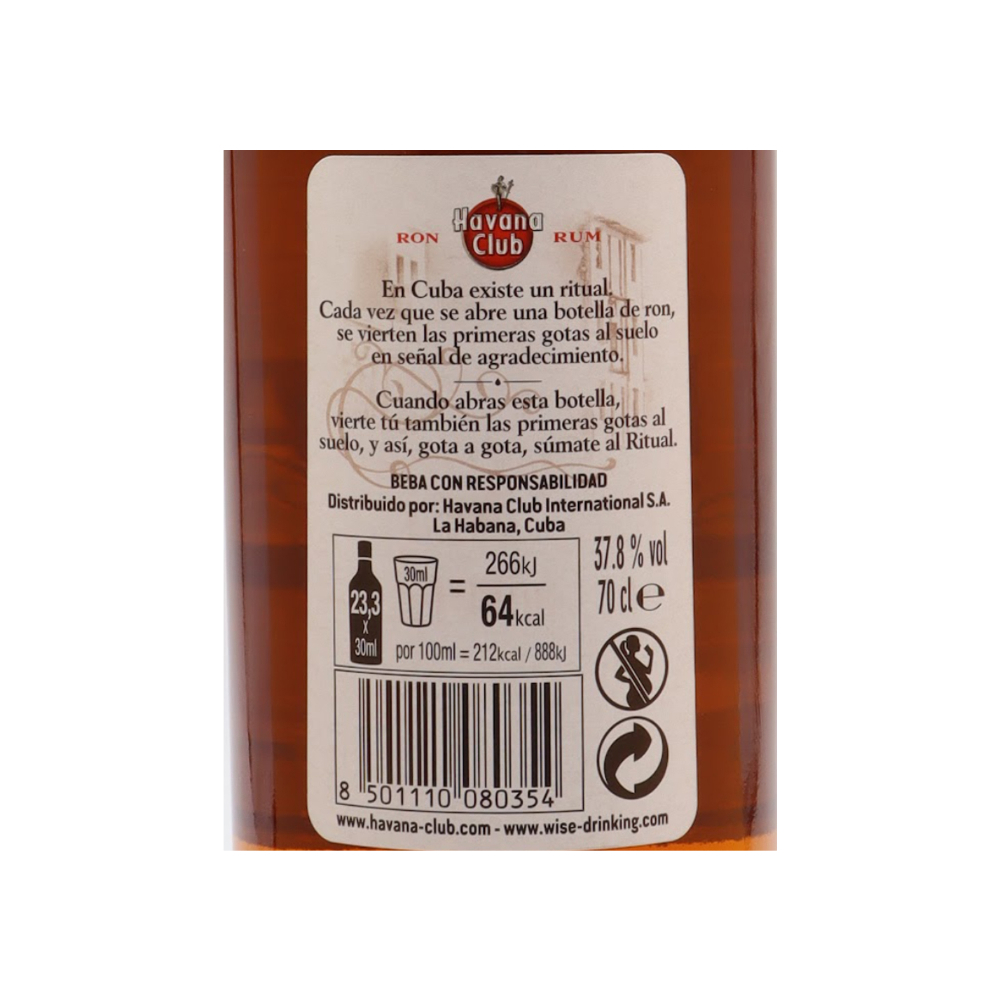 Havana
RON Club RUM
En Cuba existe un ritual.
Cada vez que se abre una botella de ron,
se vierten las primeras gotas al suelo
en señal de agradecimiento.
Cuando abras esta botella,
vierte tú también las primeras gotas al
suelo, y así, gota a gota, súmate al Ritual.
BEBA CON RESPONSABILIDAD
Distribuido por: Havana Club International S.A.
La Habana, Cuba
23,3
x
30ml
30ml
=
266kJ
64kcal
por 100ml = 212kcal / 888kJ
37.8 % vol
70 cl e
8 501110 080354
www.havana-club.com - www.wise-drinking.com